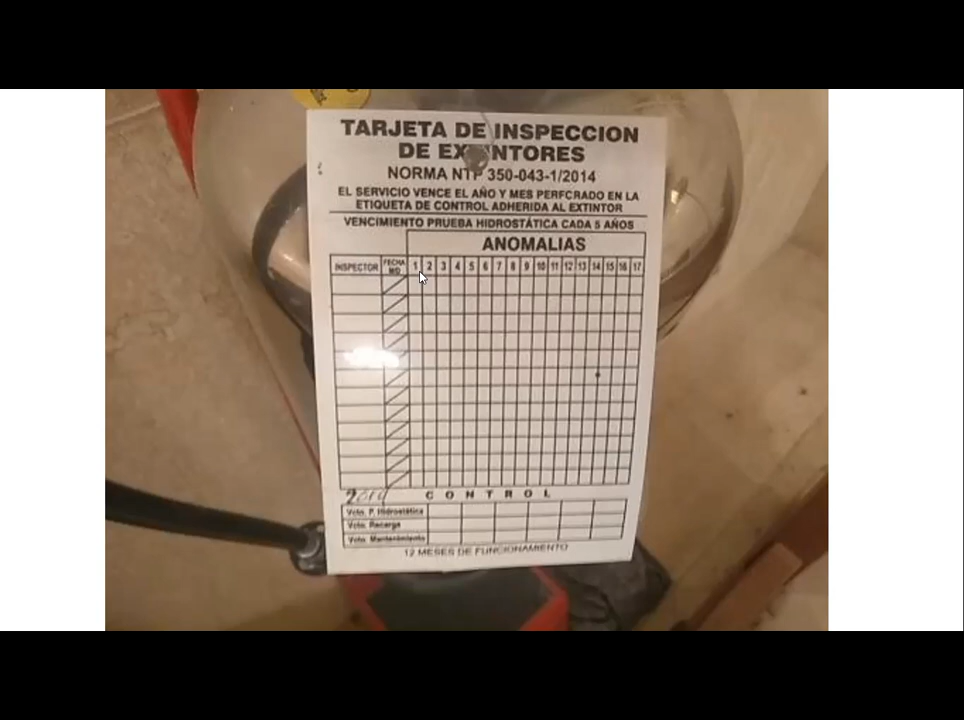 TARJETA DE INSPECCION
DE EXTINTORES
NORMA NTP 350-043-1/2014
EL SERVICIO VENCE EL AÑO Y MES PERFORADO EN LA
ETIQUETA DE CONTROL ADHERIDA AL EXTINTOR
VENCIMIENTO PRUEBA HIDROSTÁTICA CADA 5 AÑOS
ANOMALIAS
INSPECTOR FECHA M/D 1 2 3 4 5 6 7 8 9 10 11 12 13 14 15 16 17
CONTROL
Vcto. P. Hidrostática
Vcto. Recarga
Vcto. Mantenimiento
12 MESES DE FUNCIONAMIENTO